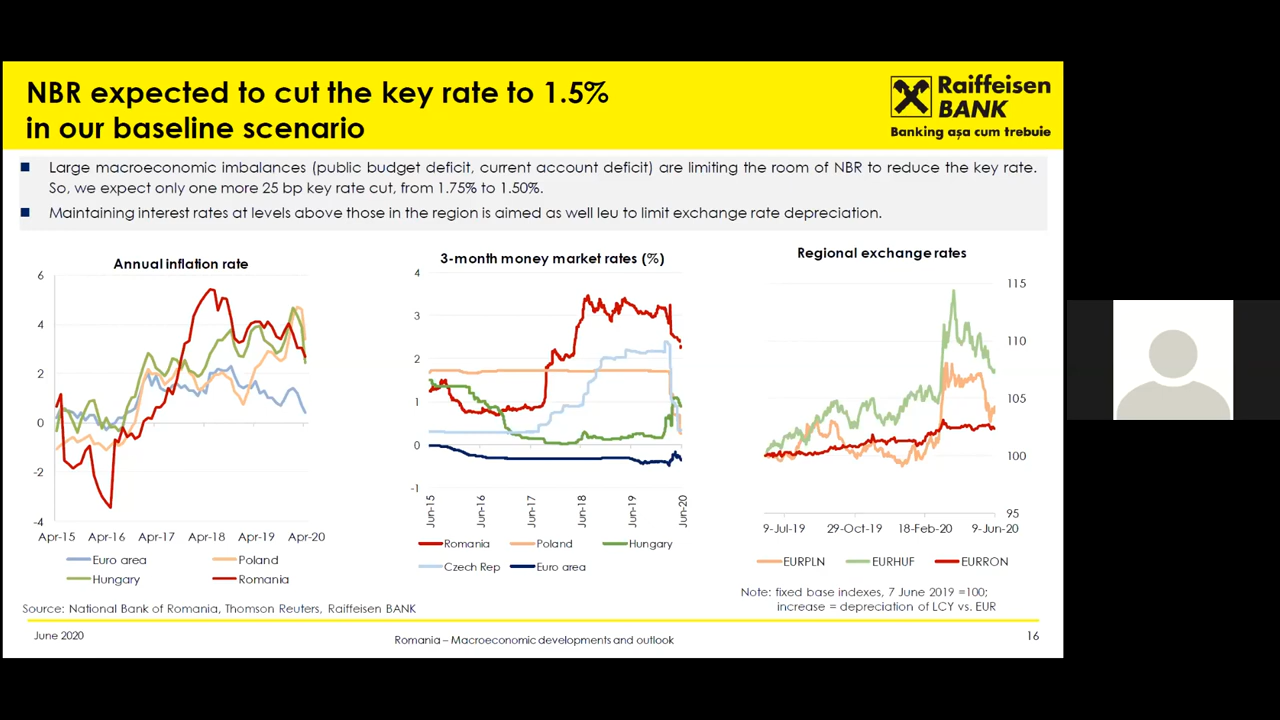 NBR expected to cut the key rate to 1.5%
in our baseline scenario
Raiffeisen
BANK
Banking așa cum trebuie
Large macroeconomic imbalances (public budget deficit, current account deficit) are limiting the room of NBR to reduce the key rate.
So, we expect only one more 25 bp key rate cut, from 1.75% to 1.50%.
Maintaining interest rates at levels above those in the region is aimed as well leu to limit exchange rate depreciation.
Annual inflation rate
6
4
2
0
-2
-4
Apr-15 Apr-16 Apr-17 Apr-18 Apr-19 Apr-20
Euro area Poland
Hungary Romania
3-month money market rates (%)
4
3
2
1
0
-1
Jun-15 Jun-16 Jun-17 Jun-18 Jun-19 Jun-20
Romania Poland Hungary
Czech Rep Euro area
Regional exchange rates
115
110
105
100
95
9-Jul-19 29-Oct-19 18-Feb-20 9-Jun-20
EURPLN EURHUF EURRON
Note: fixed base indexes, 7 June 2019 =100;
increase = depreciation of LCY vs. EUR
Source: National Bank of Romania, Thomson Reuters, Raiffeisen BANK
June 2020
Romania – Macroeconomic developments and outlook
16